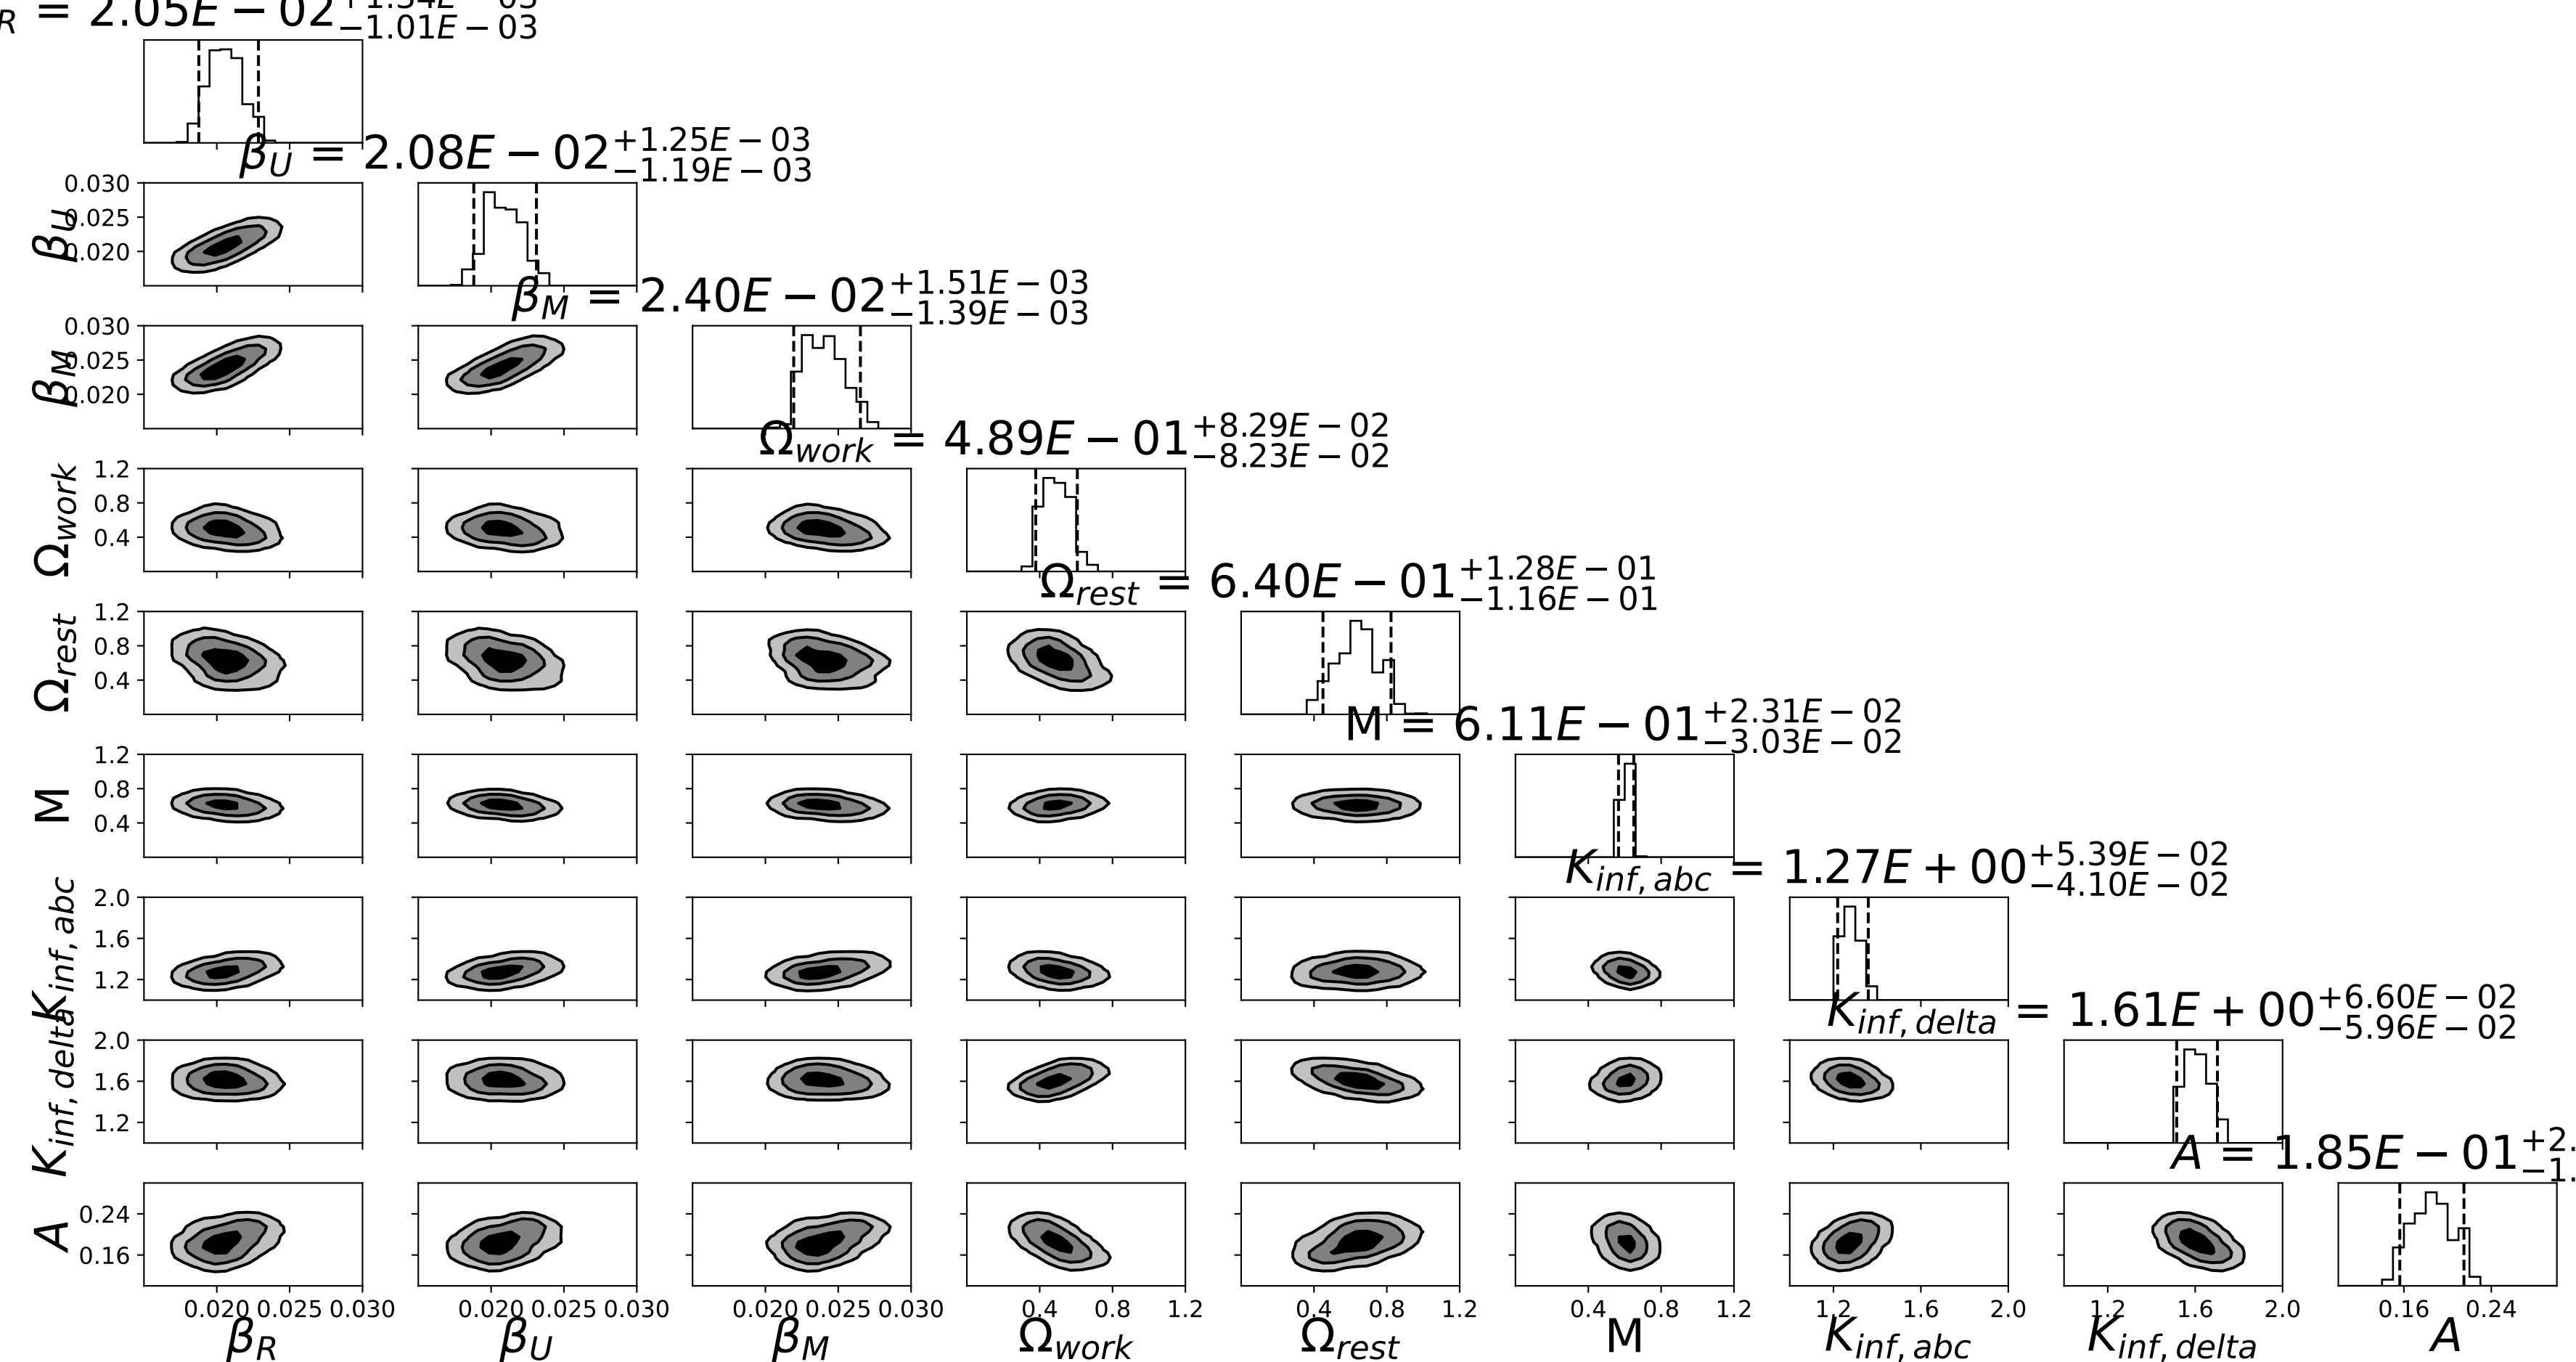 R = 2.05E − 02 +1.34E − 03 −1.01E − 03
β_U = 2.08E − 02 +1.25E − 03 −1.19E − 03
0.030
0.025
0.020
β_U
β_M = 2.40E − 02 +1.51E − 03 −1.39E − 03
0.030
0.025
0.020
β_M
Ω_work = 4.89E − 01 +8.29E − 02 −8.23E − 02
1.2
0.8
0.4
Ω_work
Ω_rest = 6.40E − 01 +1.28E − 01 −1.16E − 01
1.2
0.8
0.4
Ω_rest
M = 6.11E − 01 +2.31E − 02 −3.03E − 02
1.2
0.8
0.4
M
K_inf, abc = 1.27E + 00 +5.39E − 02 −4.10E − 02
2.0
1.6
1.2
K_inf, abc
K_inf, delta = 1.61E + 00 +6.60E − 02 −5.96E − 02
2.0
1.6
1.2
K_inf, delta
A = 1.85E − 01 +2. −1.
0.24
0.16
A
0.020 0.025 0.030 0.020 0.025 0.030 0.020 0.025 0.030 0.4 0.8 1.2 0.4 0.8 1.2 0.4 0.8 1.2 1.2 1.6 2.0 1.2 1.6 2.0 0.16 0.24
β_R β_U β_M Ω_work Ω_rest M K_inf, abc K_inf, delta A